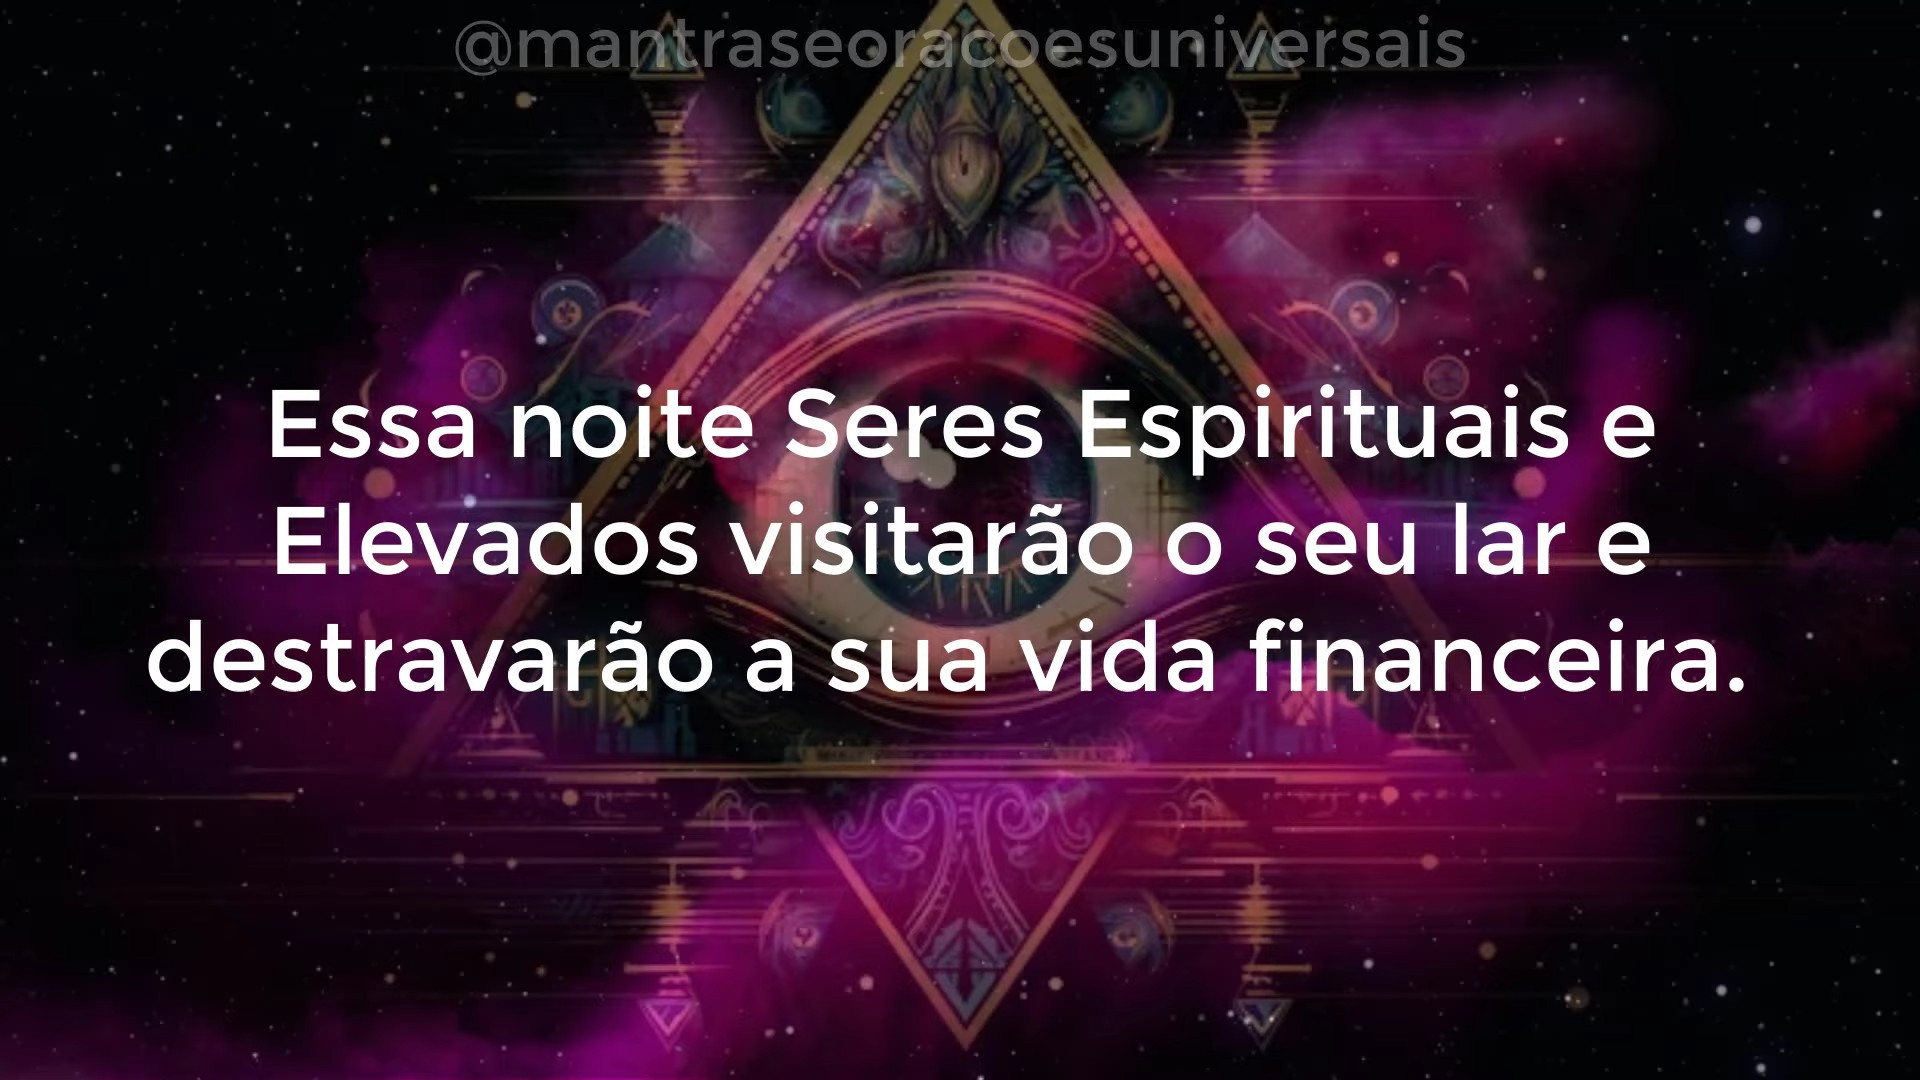 @mantraseoracoesuniversais
Essa noite Seres Espirituais e
Elevados visitarão o seu lar e
destravarão a sua vida financeira.